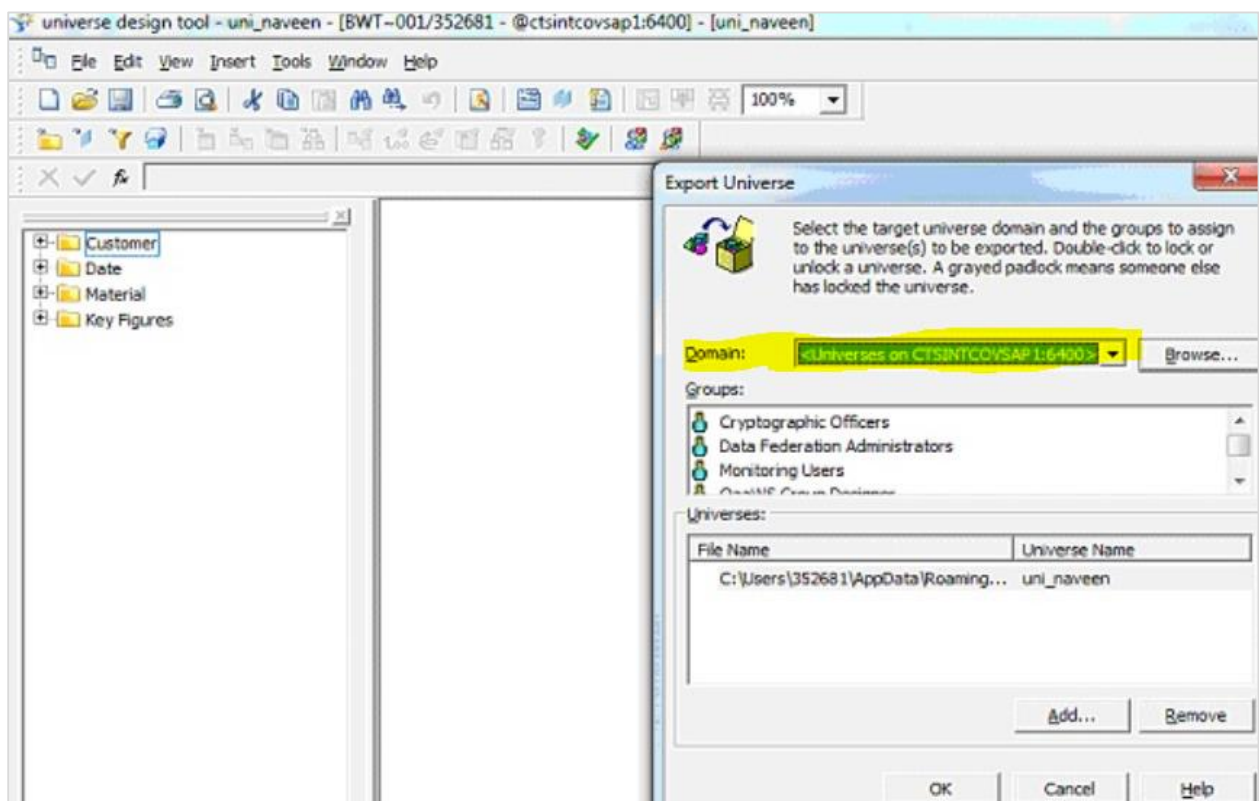 universe design tool - uni_naveen - [BWT~001/352681 - @ctsintcovsap1:6400] - [uni_naveen]
File Edit View Insert Tools Window Help
100%
Export Universe
Select the target universe domain and the groups to assign
to the universe(s) to be exported. Double-click to lock or
unlock a universe. A grayed padlock means someone else
has locked the universe.
Customer
Date
Material
Key Figures
Domain: <Universes on CTSINTCOVSAP1:6400> Browse...
Groups:
Cryptographic Officers
Data Federation Administrators
Monitoring Users
QaaWS Group Designer
Universes:
File Name Universe Name
C:\Users\352681\AppData\Roaming... uni_naveen
Add... Remove
OK Cancel Help